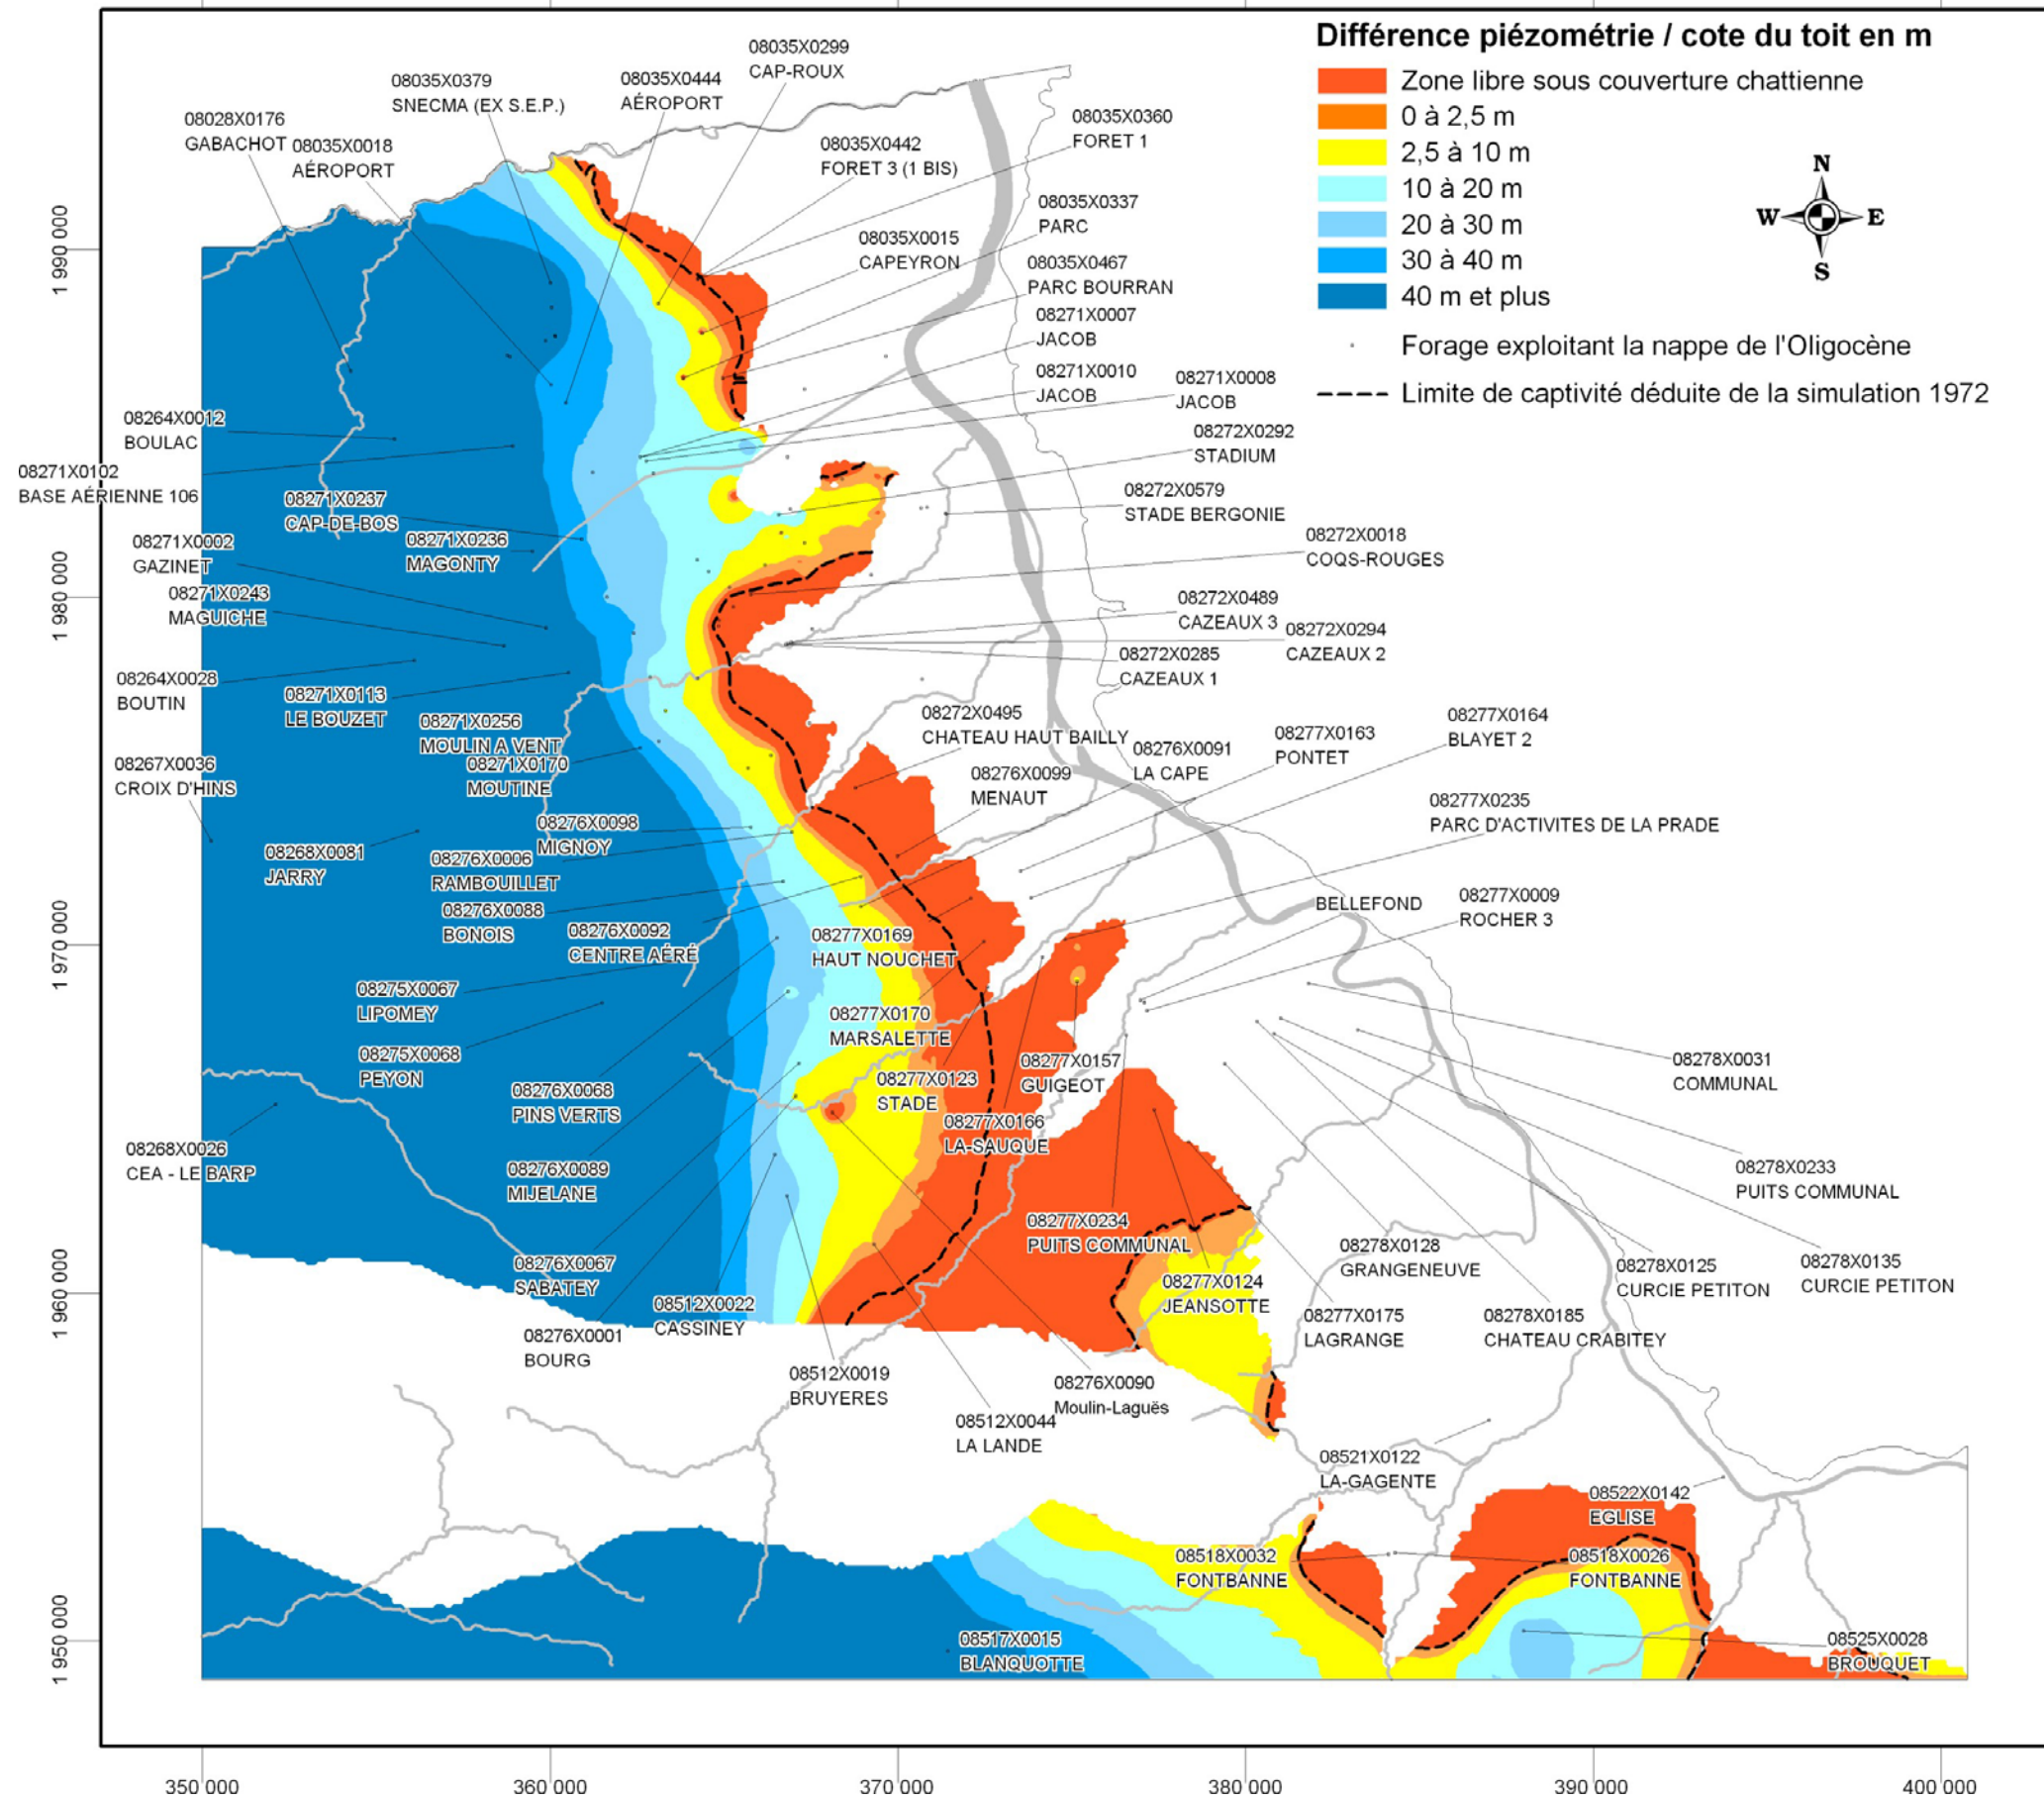 Différence piézométrie / cote du toit en m
Zone libre sous couverture chattienne
0 à 2,5 m
2,5 à 10 m
10 à 20 m
20 à 30 m
30 à 40 m
40 m et plus
Forage exploitant la nappe de l'Oligocène
Limite de captivité déduite de la simulation 1972
N
W
E
S
08035X0299
CAP-ROUX
08035X0379
SNECMA (EX S.E.P.)
08035X0444
AÉROPORT
08028X0176
GABACHOT
08035X0018
AÉROPORT
08035X0360
FORET 1
08035X0442
FORET 3 (1 BIS)
08035X0337
PARC
08035X0015
CAPEYRON
08035X0467
PARC BOURRAN
08271X0007
JACOB
08271X0010
JACOB
08271X0008
JACOB
08272X0292
STADIUM
08272X0579
STADE BERGONIE
08272X0018
COQS-ROUGES
08272X0489
CAZEAUX 3
08272X0294
CAZEAUX 2
08272X0285
CAZEAUX 1
08264X0012
BOULAC
08271X0102
BASE AÉRIENNE 106
08271X0237
CAP-DE-BOS
08271X0002
GAZINET
08271X0236
MAGONTY
08271X0243
MAGUICHE
08264X0028
BOUTIN
08271X0113
LE BOUZET
08271X0256
MOULIN A VENT
08271X0170
MOUTINE
08267X0036
CROIX D'HINS
08272X0495
CHATEAU HAUT BAILLY
08276X0099
MENAUT
08276X0091
LA CAPE
08277X0163
PONTET
08277X0164
BLAYET 2
08277X0235
PARC D'ACTIVITES DE LA PRADE
BELLEFOND
08277X0009
ROCHER 3
08276X0098
MIGNOY
08268X0081
JARRY
08276X0006
RAMBOUILLET
08276X0088
BONOIS
08276X0092
CENTRE AÉRÉ
08277X0169
HAUT NOUCHET
08275X0067
LIPOMEY
08277X0170
MARSALETTE
08275X0068
PEYON
08276X0068
PINS VERTS
08277X0123
STADE
08277X0157
GUIGEOT
08277X0166
LA-SAUQUE
08278X0031
COMMUNAL
08268X0026
CEA - LE BARP
08276X0089
MIJELANE
08278X0233
PUITS COMMUNAL
08277X0234
PUITS COMMUNAL
08276X0067
SABATEY
08277X0124
JEANSOTTE
08278X0128
GRANGENEUVE
08278X0125
CURCIE PETITON
08278X0135
CURCIE PETITON
08512X0022
CASSINEY
08276X0001
BOURG
08277X0175
LAGRANGE
08278X0185
CHATEAU CRABITEY
08512X0019
BRUYERES
08276X0090
Moulin-Laguës
08512X0044
LA LANDE
08521X0122
LA-GAGENTE
08522X0142
EGLISE
08518X0032
FONTBANNE
08518X0026
FONTBANNE
08517X0015
BLANQUOTTE
08525X0028
BROUQUET
1 990 000
1 980 000
1 970 000
1 960 000
1 950 000
350 000
360 000
370 000
380 000
390 000
400 000